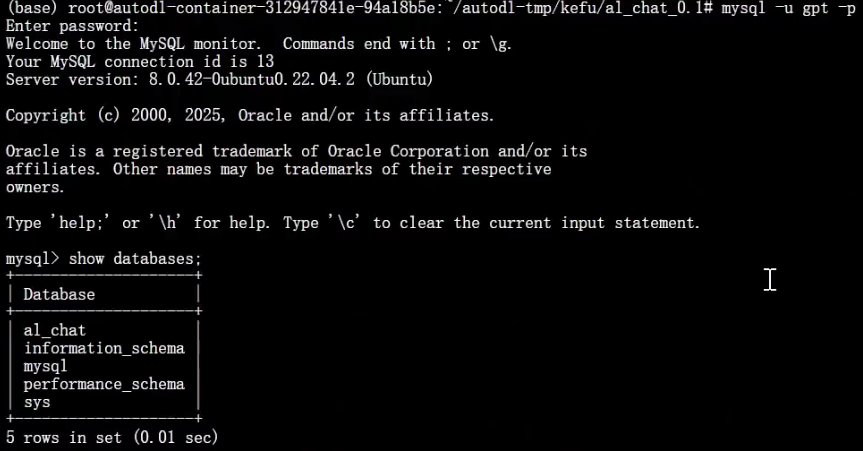 (base) root@autodl-container-312947841e-94a18b5e:~/autodl-tmp/kefu/al_chat_0.1# mysql -u gpt -p
Enter password:
Welcome to the MySQL monitor.  Commands end with ; or \g.
Your MySQL connection id is 13
Server version: 8.0.42-0ubuntu0.22.04.2 (Ubuntu)
Copyright (c) 2000, 2025, Oracle and/or its affiliates.
Oracle is a registered trademark of Oracle Corporation and/or its
affiliates. Other names may be trademarks of their respective
owners.
Type 'help;' or '\h' for help. Type '\c' to clear the current input statement.
mysql> show databases;
+--------------------+
| Database           |
+--------------------+
| al_chat            |
| information_schema |
| mysql              |
| performance_schema |
| sys                |
+--------------------+
5 rows in set (0.01 sec)